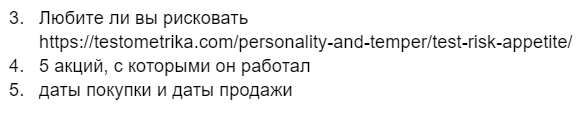 3. Любите ли вы рисковать
https://testometrika.com/personality-and-temper/test-risk-appetite/
4. 5 акций, с которыми он работал
5. даты покупки и даты продажи